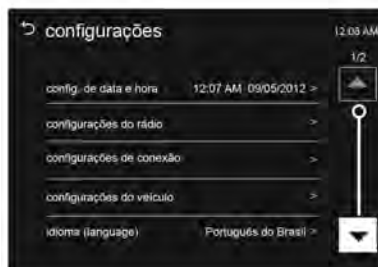 configurações
12:08 AM
1/2
config. de data e hora 12:07 AM 09/05/2012 >
configurações do rádio >
configurações de conexão >
configurações do veículo >
idioma (language) Português do Brasil >